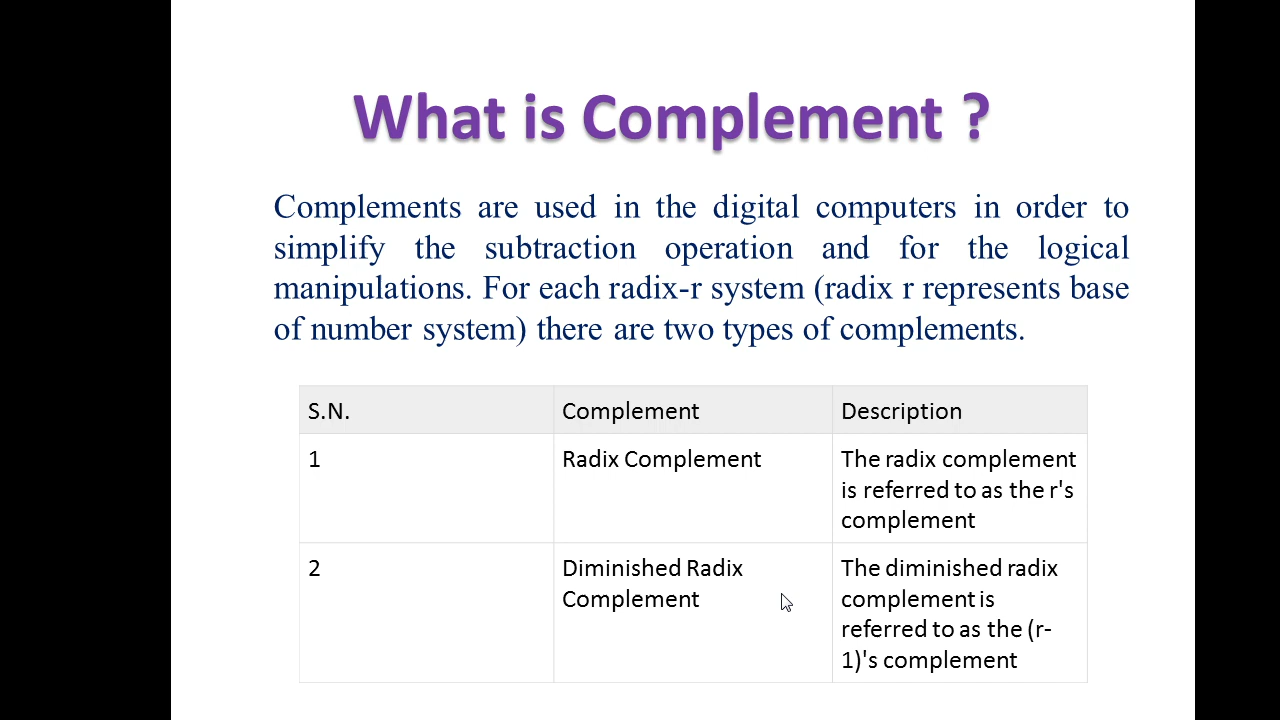 What is Complement ?
Complements are used in the digital computers in order to
simplify the subtraction operation and for the logical
manipulations. For each radix-r system (radix r represents base
of number system) there are two types of complements.
S.N. Complement Description
1 Radix Complement The radix complement
is referred to as the r's
complement
2 Diminished Radix The diminished radix
Complement complement is
referred to as the (r-
1)'s complement